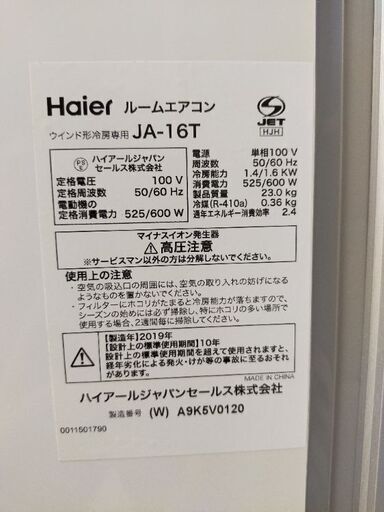 Haier ルームエアコン
ウインド形冷房専用 JA-16T
S
JET
HJH
PS
E
ハイアールジャパン
セールス株式会社
定格電圧 100 V
定格周波数 50/60 Hz
電動機の
定格消費電力 525/600 W
電源 単相100 V
周波数 50/60 Hz
冷房能力 1.4/1.6 KW
消費電力 525/600 W
製品質量 23.0 kg
冷媒(R-410a) 0.36 kg
通年エネルギー消費効率 2.4
マイナスイオン発生器
高圧注意
※サービスマン以外の方は分解しないでください。
使用上の注意
・空気の吸込口の周囲には、空気の取り入れの妨げになる
ようなものを置かないでください。
・フィルターにホコリがたまると冷房能力が落ちますので、
シーズンの始めには必ず掃除し、特にホコリの多い場所で
使用する場合、2週間毎に掃除してください。
【製造年】2019年
【設計上の標準使用期間】10年
設計上の標準使用期間を超えて使用されますと、
経年劣化による発火・けが等の事故に至るおそれ
があります。
MADE IN CHINA
ハイアールジャパンセールス株式会社
製造番号 (W) A9K5V0120
0011501790